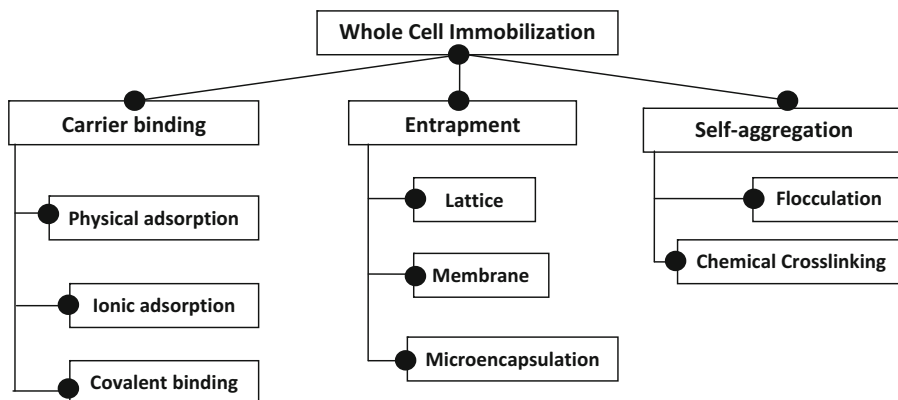 Whole Cell Immobilization
Carrier binding
Physical adsorption
Ionic adsorption
Covalent binding
Entrapment
Lattice
Membrane
Microencapsulation
Self-aggregation
Flocculation
Chemical Crosslinking